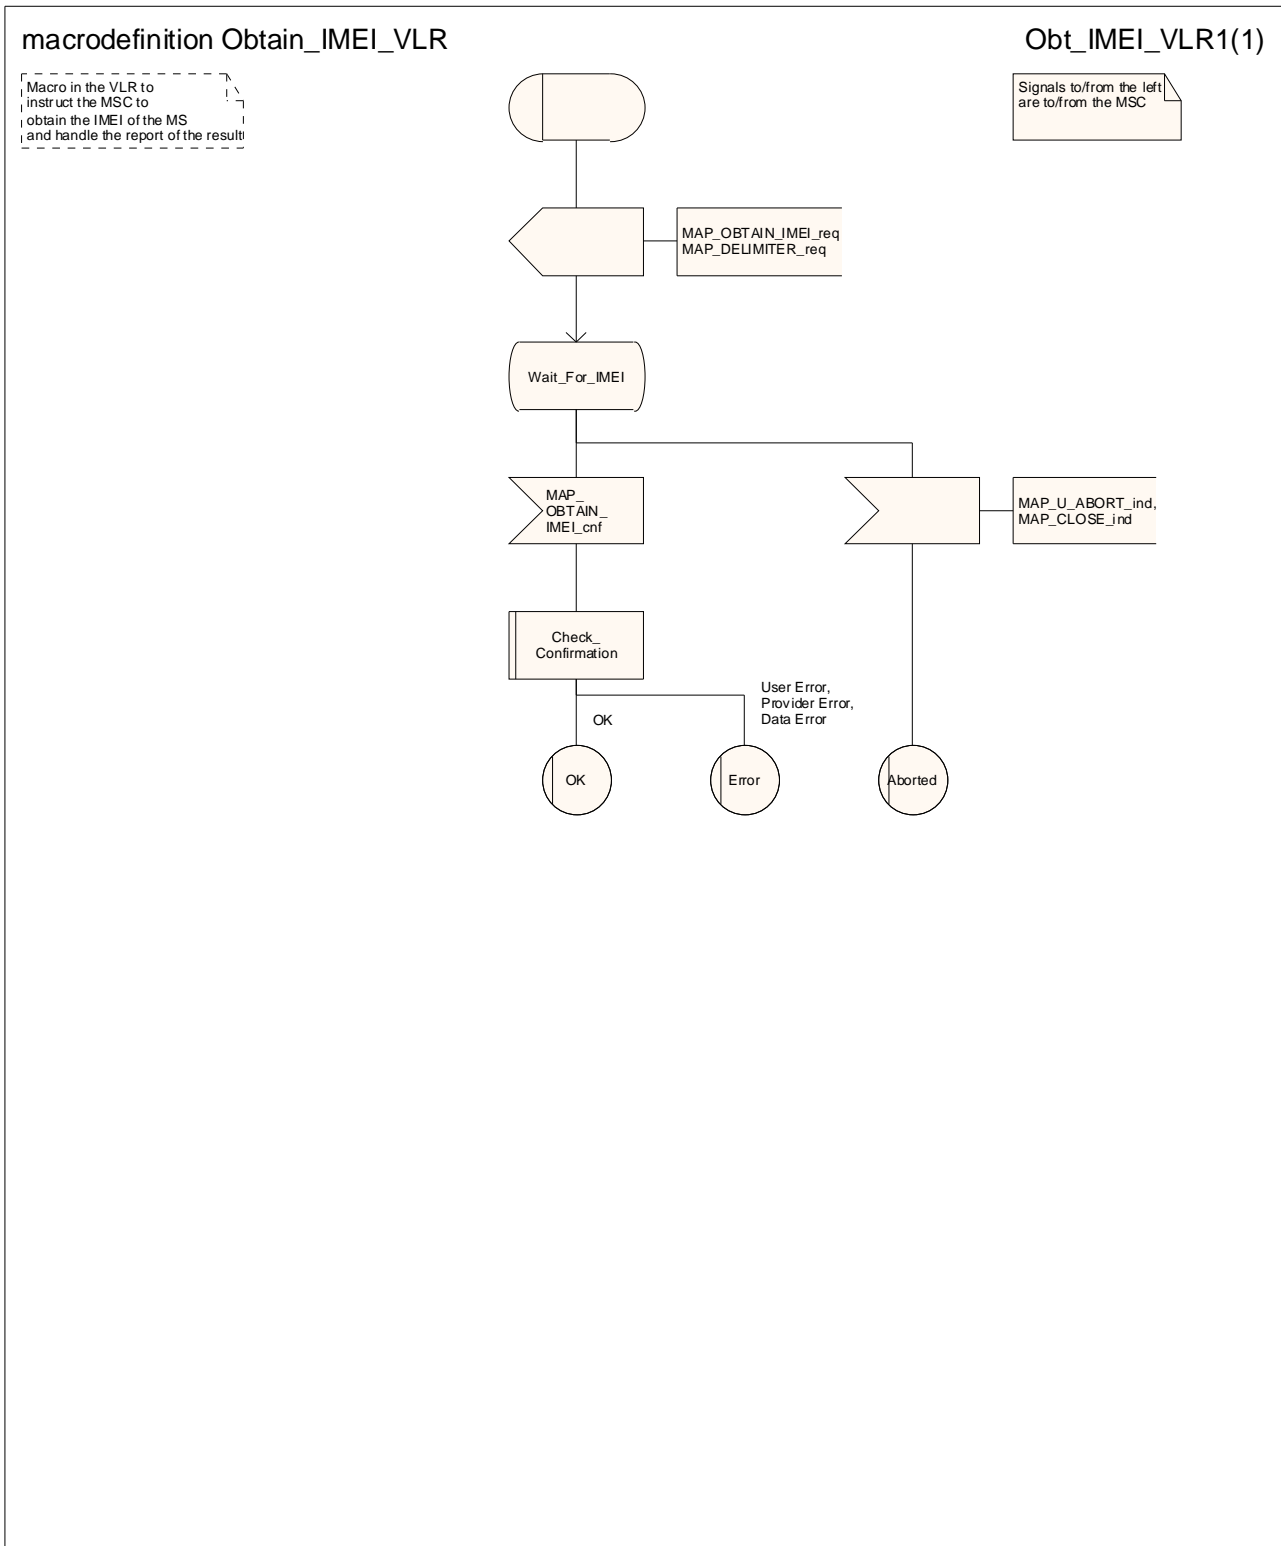 macrodefinition Obtain_IMEI_VLR
Obt_IMEI_VLR1(1)
Macro in the VLR to
instruct the MSC to
obtain the IMEI of the MS
and handle the report of the result
Signals to/from the left
are to/from the MSC
MAP_OBTAIN_IMEI_req
MAP_DELIMITER_req
Wait_For_IMEI
MAP_
OBTAIN_
IMEI_cnf
MAP_U_ABORT_ind,
MAP_CLOSE_ind
Check_
Confirmation
User Error,
Provider Error,
Data Error
OK
OK
Error
Aborted